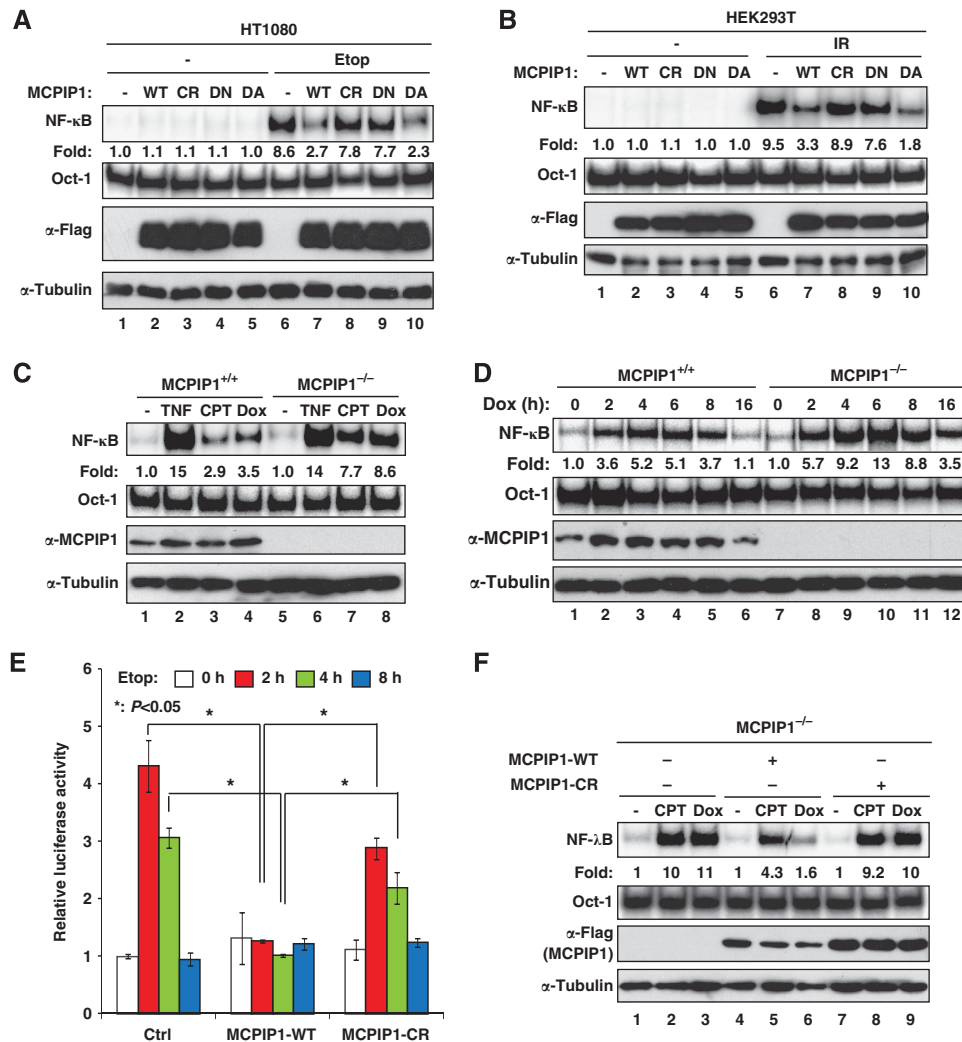 A
HT1080
- Etop
MCPIP1: - WT CR DN DA - WT CR DN DA
NF-κB
Fold: 1.0 1.1 1.1 1.1 1.0 8.6 2.7 7.8 7.7 2.3
Oct-1
α-Flag
α-Tubulin
1 2 3 4 5 6 7 8 9 10
B
HEK293T
- IR
MCPIP1: - WT CR DN DA - WT CR DN DA
NF-κB
Fold: 1.0 1.0 1.1 1.0 1.0 9.5 3.3 8.9 7.6 1.8
Oct-1
α-Flag
α-Tubulin
1 2 3 4 5 6 7 8 9 10
C
MCPIP1+/+ MCPIP1−/−
- TNF CPT Dox - TNF CPT Dox
NF-κB
Fold: 1.0 15 2.9 3.5 1.0 14 7.7 8.6
Oct-1
α-MCPIP1
α-Tubulin
1 2 3 4 5 6 7 8
D
MCPIP1+/+ MCPIP1−/−
Dox (h): 0 2 4 6 8 16 0 2 4 6 8 16
NF-κB
Fold: 1.0 3.6 5.2 5.1 3.7 1.1 1.0 5.7 9.2 13 8.8 3.5
Oct-1
α-MCPIP1
α-Tubulin
1 2 3 4 5 6 7 8 9 10 11 12
E
Etop: 0 h 2 h 4 h 8 h
*: P<0.05
* *
* *
Relative luciferase activity
6
5
4
3
2
1
0
Ctrl MCPIP1-WT MCPIP1-CR
F
MCPIP1−/−
MCPIP1-WT − + −
MCPIP1-CR − − +
- CPT Dox - CPT Dox - CPT Dox
NF-λB
Fold: 1 10 11 1 4.3 1.6 1 9.2 10
Oct-1
α-Flag
(MCPIP1)
α-Tubulin
1 2 3 4 5 6 7 8 9